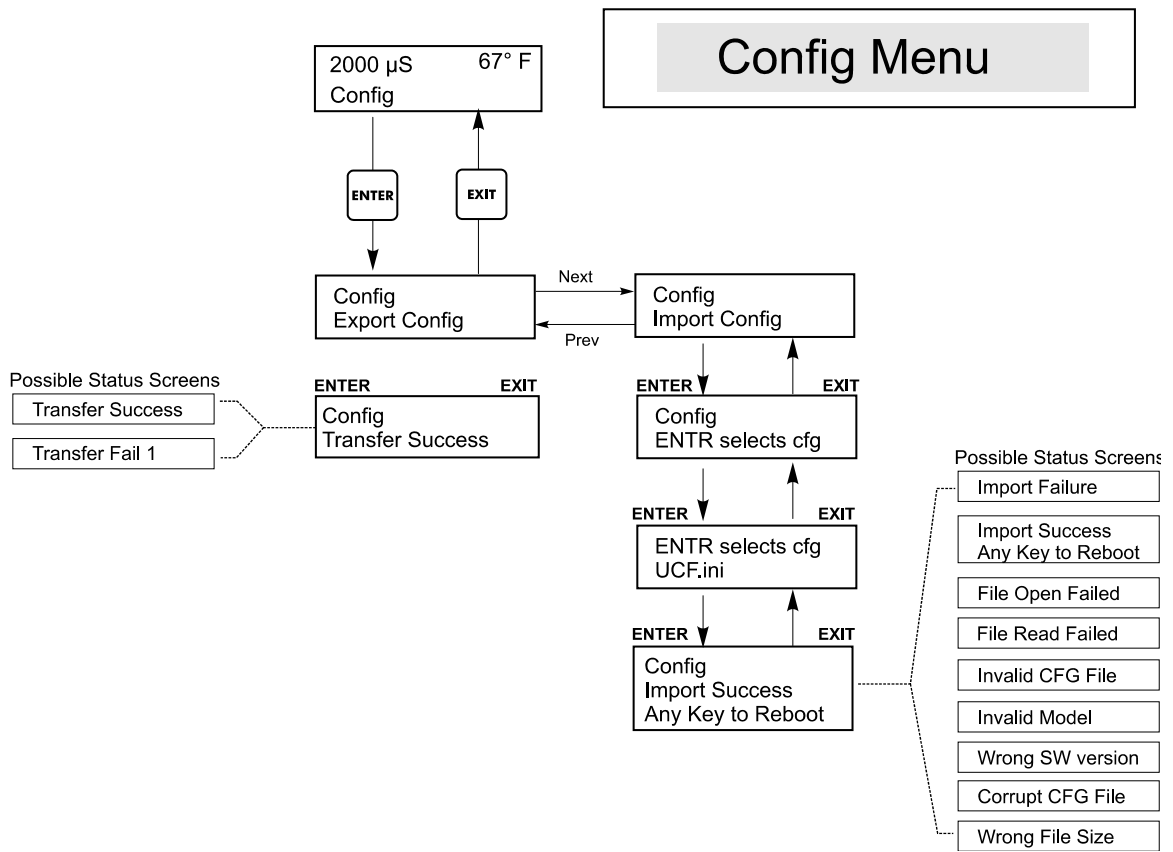 Config Menu
2000 µS 67° F
Config
ENTER EXIT
Config
Export Config
Next
Prev
Config
Import Config
Possible Status Screens
Transfer Success
Transfer Fail 1
ENTER EXIT
Config
Transfer Success
ENTER EXIT
Config
ENTR selects cfg
ENTER EXIT
ENTR selects cfg
UCF.ini
ENTER EXIT
Config
Import Success
Any Key to Reboot
Possible Status Screens
Import Failure
Import Success
Any Key to Reboot
File Open Failed
File Read Failed
Invalid CFG File
Invalid Model
Wrong SW version
Corrupt CFG File
Wrong File Size